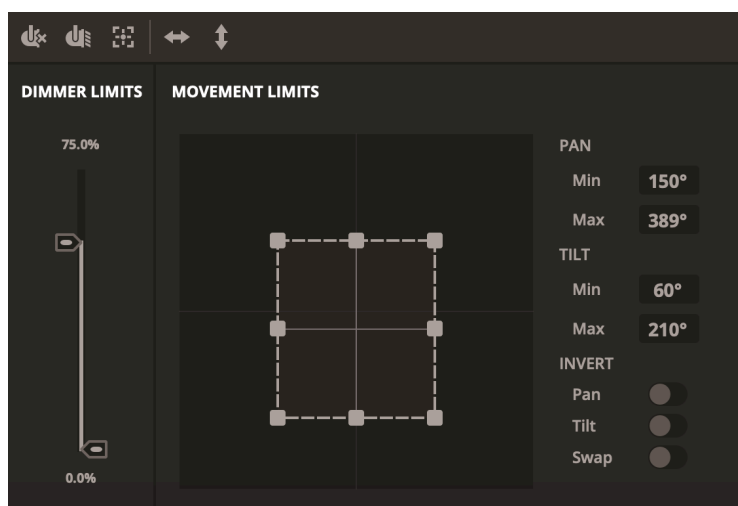 DIMMER LIMITS
75.0%
0.0%
MOVEMENT LIMITS
PAN
Min 150°
Max 389°
TILT
Min 60°
Max 210°
INVERT
Pan
Tilt
Swap